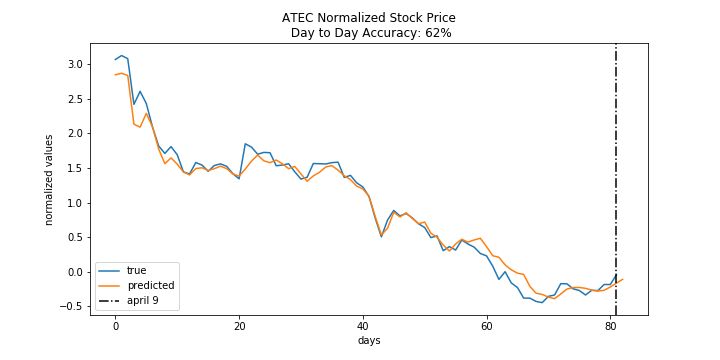 ATEC Normalized Stock Price
Day to Day Accuracy: 62%
normalized values
3.0
2.5
2.0
1.5
1.0
0.5
0.0
−0.5
true
predicted
april 9
0
20
40
60
80
days